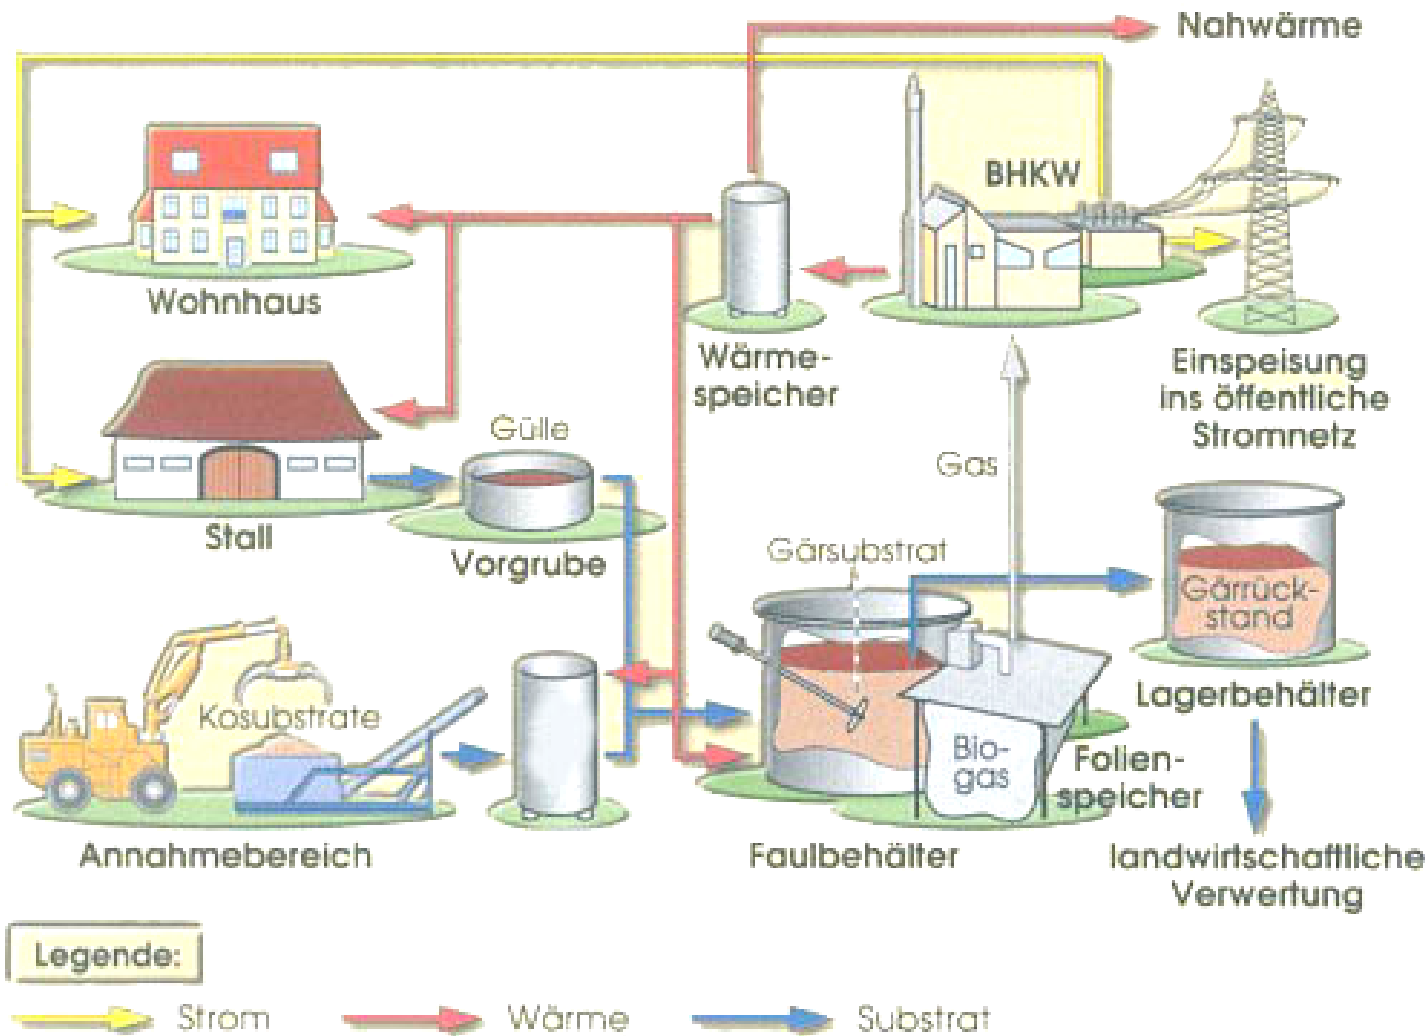 Nahwärme
BHKW
Wohnhaus
Wärme-
speicher
Einspeisung
ins öffentliche
Stromnetz
Gülle
Gas
Stall
Vorgrube
Gärsubstrat
Gärrück-
stand
Lagerbehälter
Kosubstrate
Bio-
gas
Folien-
speicher
Annahmebereich
Faulbehälter
landwirtschaftliche
Verwertung
Legende:
Strom
Wärme
Substrat